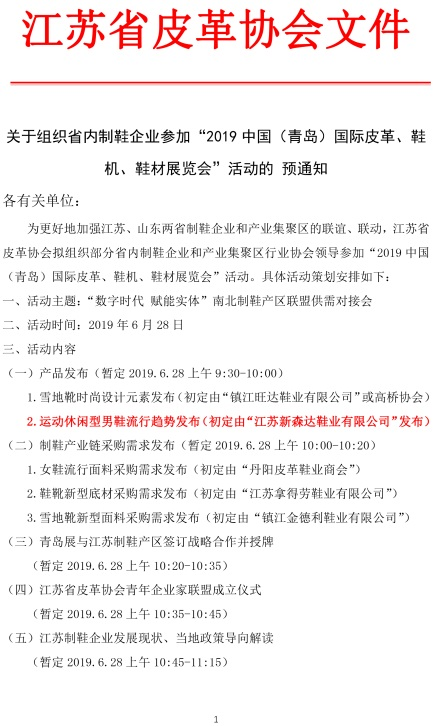 江苏省皮革协会文件
关于组织省内制鞋企业参加“2019 中国（青岛）国际皮革、鞋
机、鞋材展览会”活动的 预通知
各有关单位：
为更好地加强江苏、山东两省制鞋企业和产业集聚区的联谊、联动，江苏省
皮革协会拟组织部分省内制鞋企业和产业集聚区行业协会领导参加“2019 中国
（青岛）国际皮革、鞋机、鞋材展览会”活动。具体活动策划安排如下：
一、活动主题：“数字时代 赋能实体”南北制鞋产区联盟供需对接会
二、活动时间：2019 年 6 月 28 日
三、活动内容
（一）产品发布（暂定 2019.6.28 上午 9:30-10:00）
1.雪地靴时尚设计元素发布（初定由“镇江旺达鞋业有限公司”或高桥协会）
2.运动休闲型男鞋流行趋势发布（初定由“江苏新森达鞋业有限公司”发布）
（二）制鞋产业链采购需求发布（暂定 2019.6.28 上午 10:00-10:20）
1.女鞋流行面料采购需求发布（初定由“丹阳皮革鞋业商会”）
2.鞋靴新型底材采购需求发布（初定由“江苏拿得劳鞋业有限公司”）
3.雪地靴新型面料采购需求发布（初定由“镇江金德利鞋业有限公司”）
（三）青岛展与江苏制鞋产区签订战略合作并授牌
（暂定 2019.6.28 上午 10:20-10:35）
（四）江苏省皮革协会青年企业家联盟成立仪式
（暂定 2019.6.28 上午 10:35-10:45）
（五）江苏制鞋企业发展现状、当地政策导向解读
（暂定 2019.6.28 上午 10:45-11:15）
1